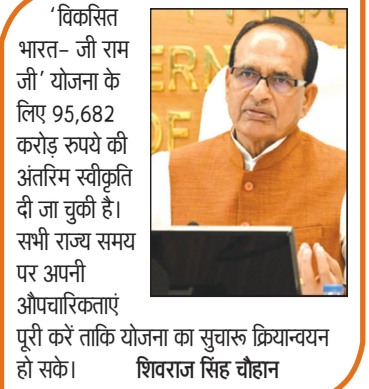 ‘विकसित
भारत– जी राम
जी’ योजना के
लिए 95,682
करोड़ रुपये की
अंतरिम स्वीकृति
दी जा चुकी है।
सभी राज्य समय
पर अपनी
औपचारिकताएं
पूरी करें ताकि योजना का सुचारू क्रियान्वयन
हो सके। शिवराज सिंह चौहान